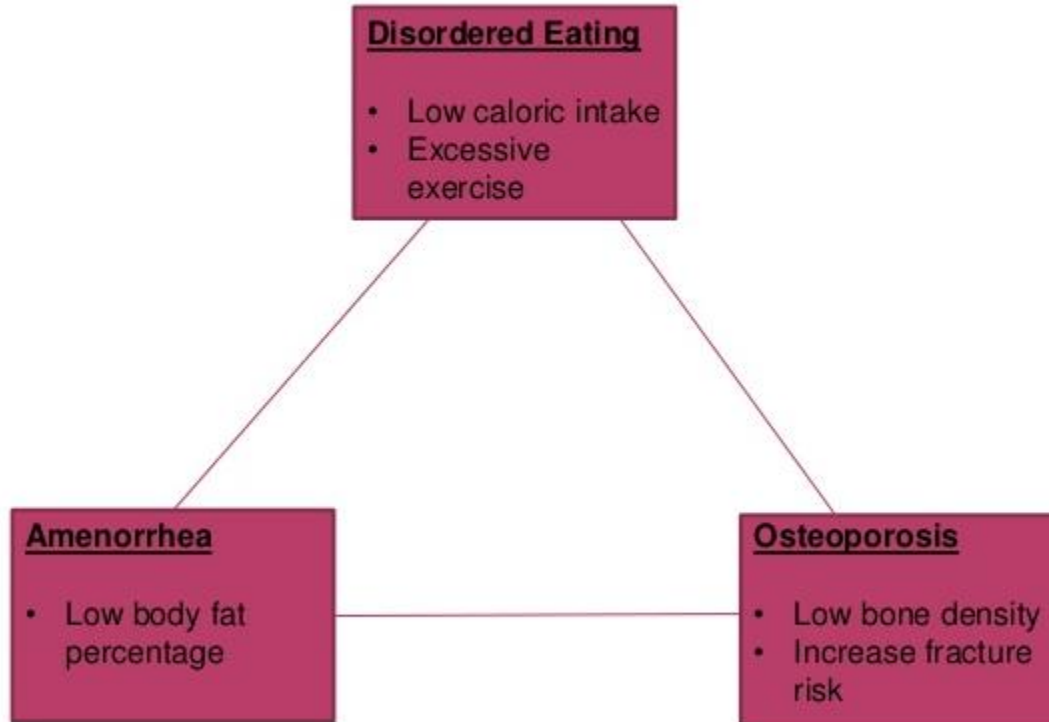 Disordered Eating
• Low caloric intake
• Excessive
exercise
Amenorrhea
• Low body fat
percentage
Osteoporosis
• Low bone density
• Increase fracture
risk